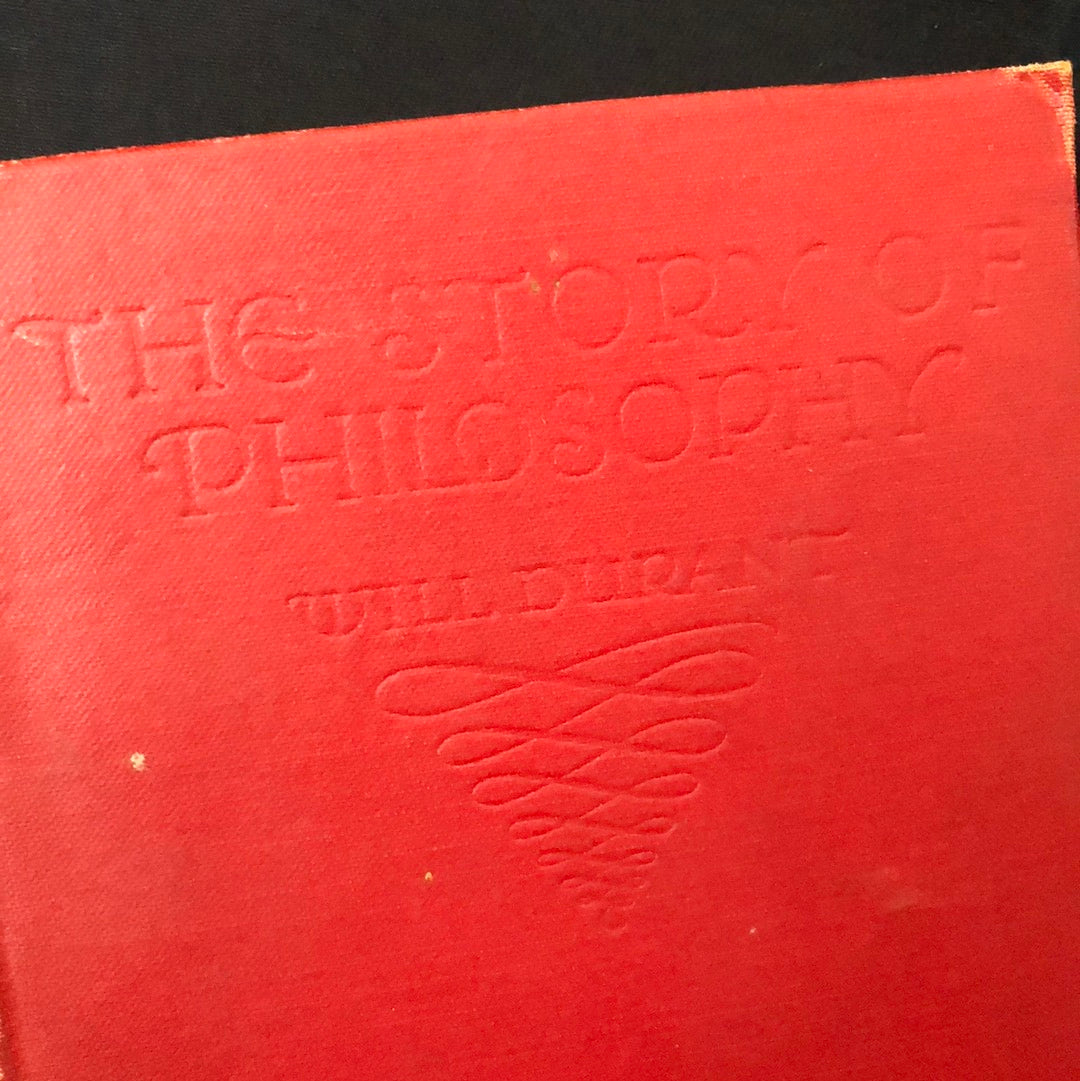 THE STORY OF
PHILOSOPHY
WILL DURANT